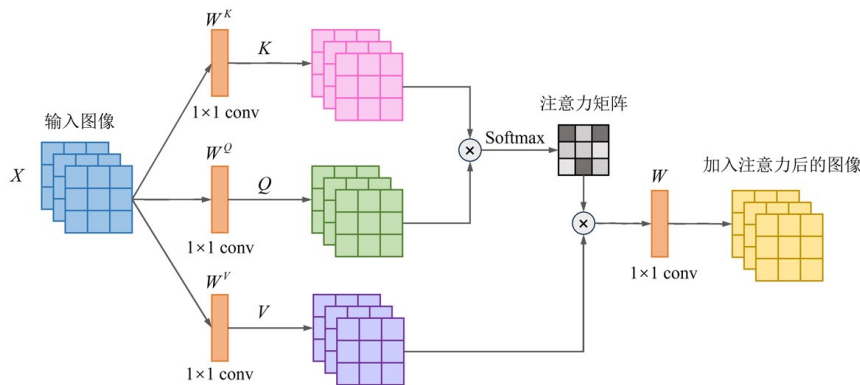 W^K
K
1×1 conv
输入图像
X
W^Q
Q
1×1 conv
W^V
V
1×1 conv
Softmax
注意力矩阵
W
1×1 conv
加入注意力后的图像